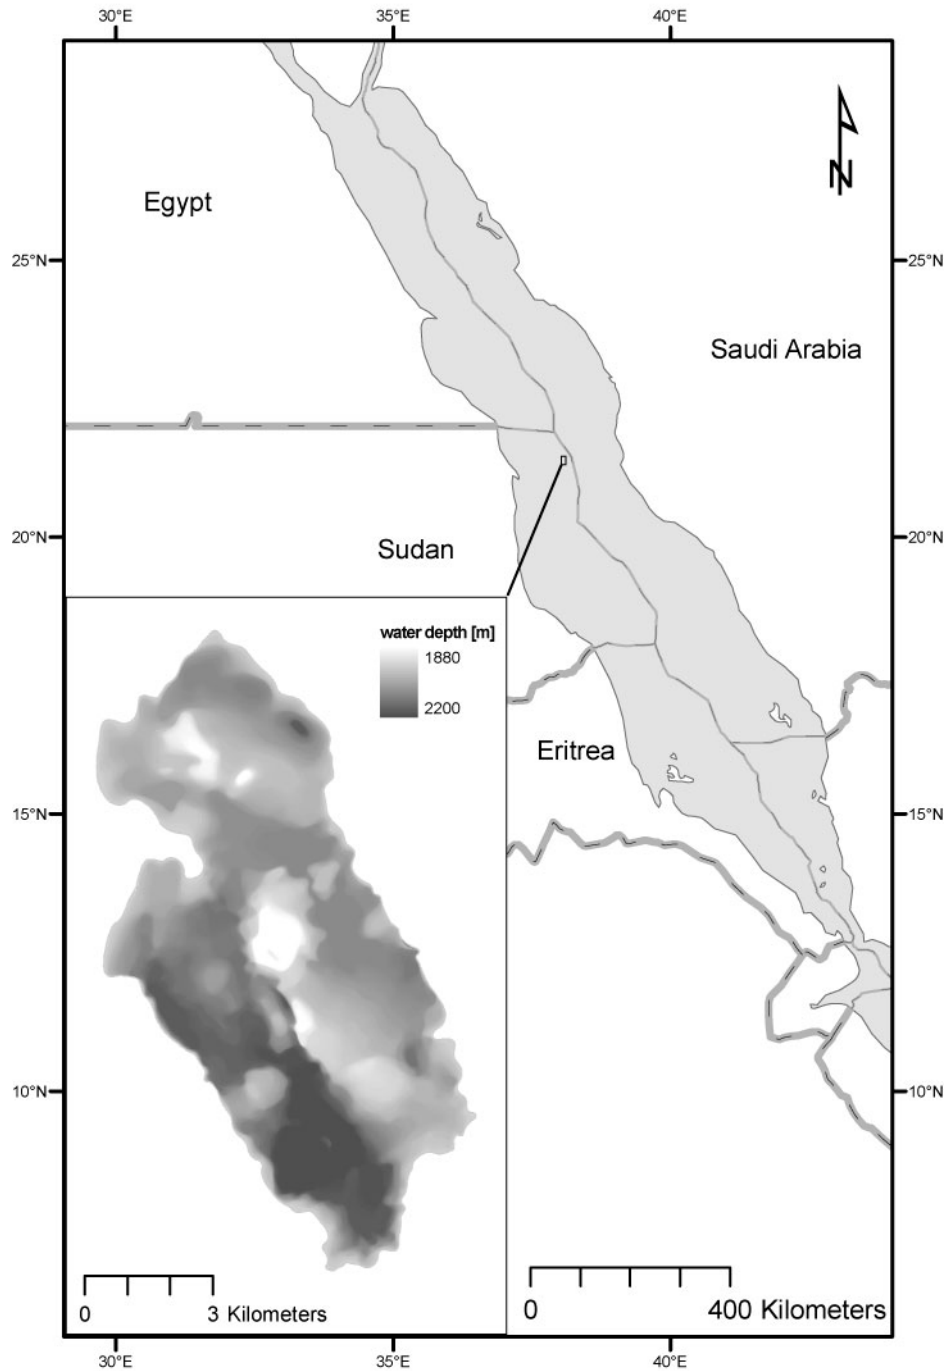 30°E 35°E 40°E
N
Egypt
25°N 25°N
Saudi Arabia
20°N 20°N
Sudan
water depth [m]
1880
2200
Eritrea
15°N 15°N
10°N 10°N
0 3 Kilometers
0 400 Kilometers
30°E 35°E 40°E